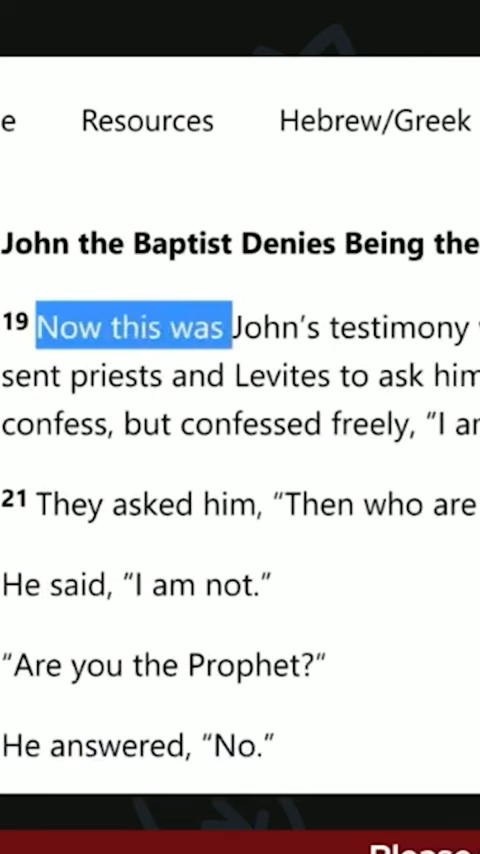 e Resources Hebrew/Greek
John the Baptist Denies Being the
19 Now this was John’s testimony
sent priests and Levites to ask him
confess, but confessed freely, “I am
21 They asked him, “Then who are
He said, “I am not.”
“Are you the Prophet?”
He answered, “No.”
Please